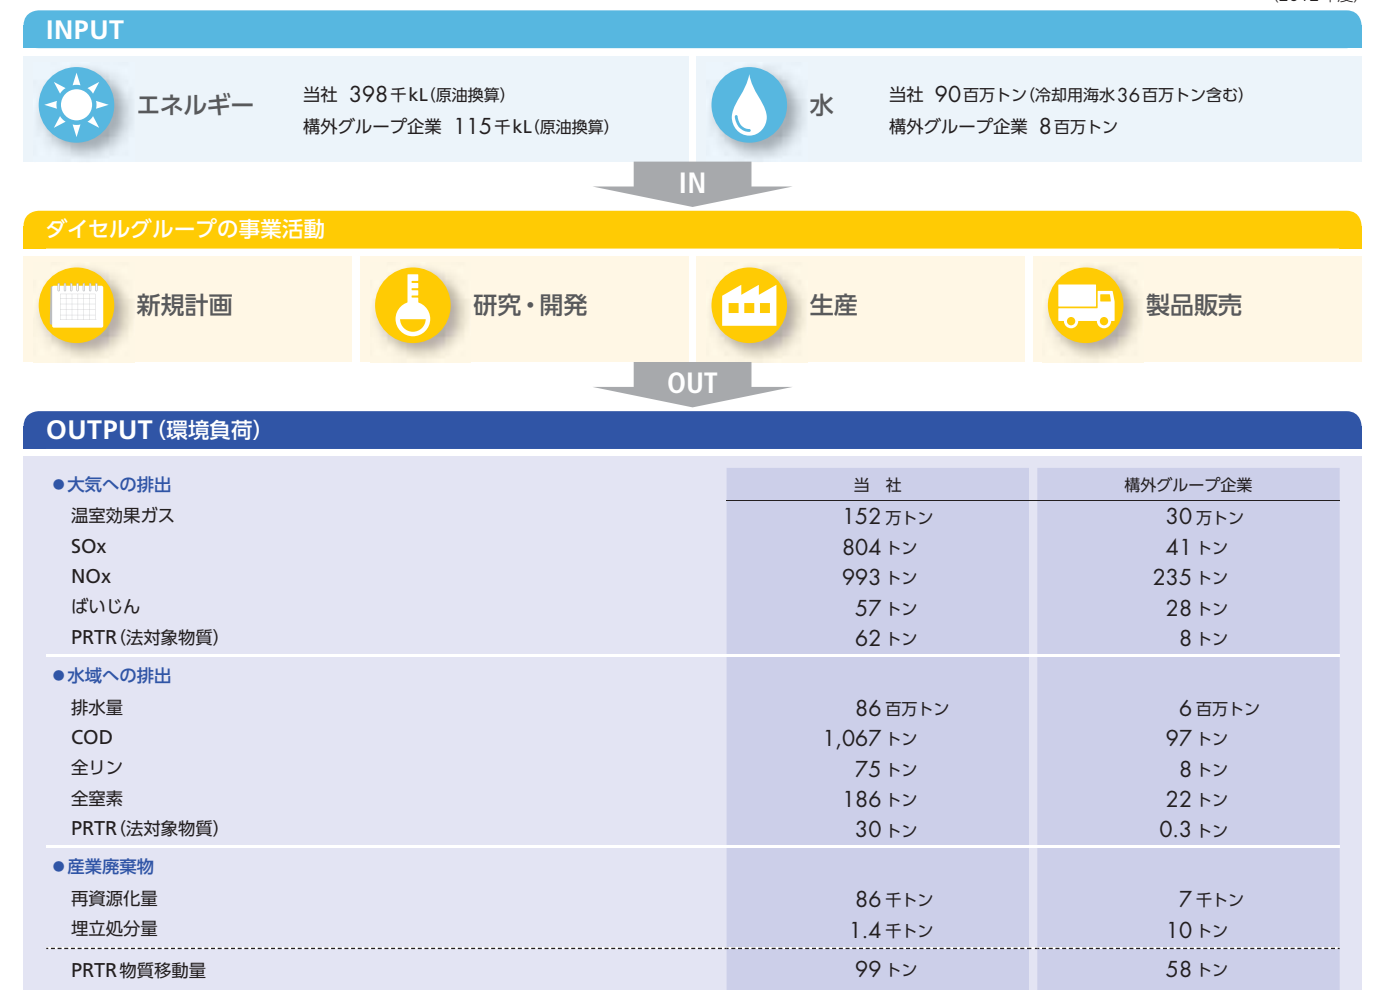 INPUT
エネルギー
当社 398千kL(原油換算)
構外グループ企業 115千kL(原油換算)
水
当社 90百万トン(冷却用海水36百万トン含む)
構外グループ企業 8百万トン
IN
ダイセルグループの事業活動
新規計画 研究・開発 生産 製品販売
OUT
OUTPUT(環境負荷)
●大気への排出 当 社 構外グループ企業
温室効果ガス 152万トン 30万トン
SOx 804トン 41トン
NOx 993トン 235トン
ばいじん 57トン 28トン
PRTR(法対象物質) 62トン 8トン
●水域への排出
排水量 86百万トン 6百万トン
COD 1,067トン 97トン
全リン 75トン 8トン
全窒素 186トン 22トン
PRTR(法対象物質) 30トン 0.3トン
●産業廃棄物
再資源化量 86千トン 7千トン
埋立処分量 1.4千トン 10トン
PRTR物質移動量 99トン 58トン